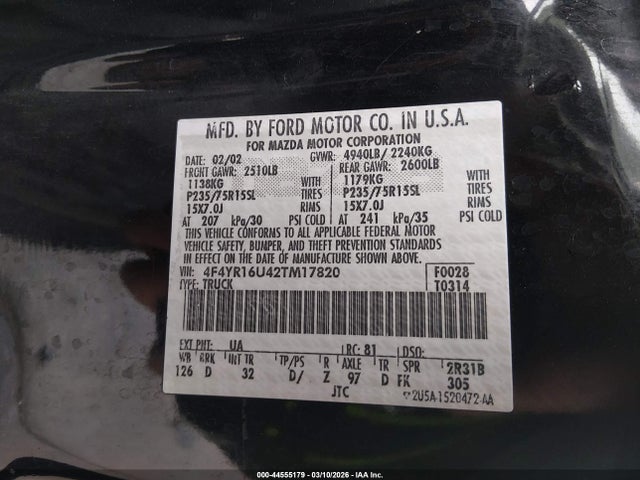 MFD. BY FORD MOTOR CO. IN U.S.A.
FOR MAZDA MOTOR CORPORATION
DATE: 02/02 GVWR: 4940LB/ 2240KG
FRONT GAWR: 2510LB REAR GAWR: 2600LB
1138KG WITH 1179KG WITH
P235/75R15SL TIRES P235/75R15SL TIRES
15X7.0J RIMS 15X7.0J RIMS
AT 207 kPa/30 PSI COLD AT 241 kPa/35 PSI COLD
THIS VEHICLE CONFORMS TO ALL APPLICABLE FEDERAL MOTOR
VEHICLE SAFETY, BUMPER, AND THEFT PREVENTION STANDARDS
IN EFFECT ON THE DATE OF MANUFACTURE SHOWN ABOVE.
VIN: 4F4YR16U42TM17820 F0028
TYPE: TRUCK T0314
EXT PNT: UA RC: 81 DSO:
WB BRK INT TR TP/PS R AXLE TR SPR 2R31B
126 D 32 D/ Z 97 D FK 305
JTC
000-44555179 - 03/10/2026 - IAA Inc.